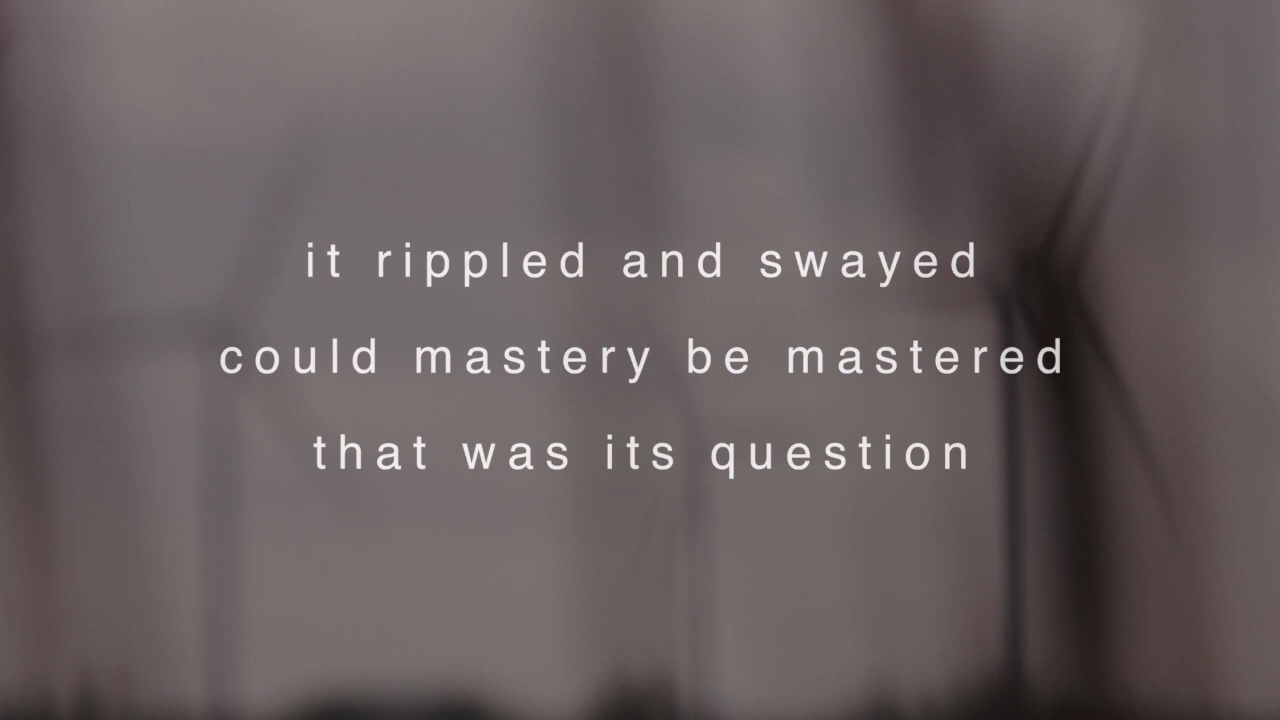 it rippled and swayed
could mastery be mastered
that was its question